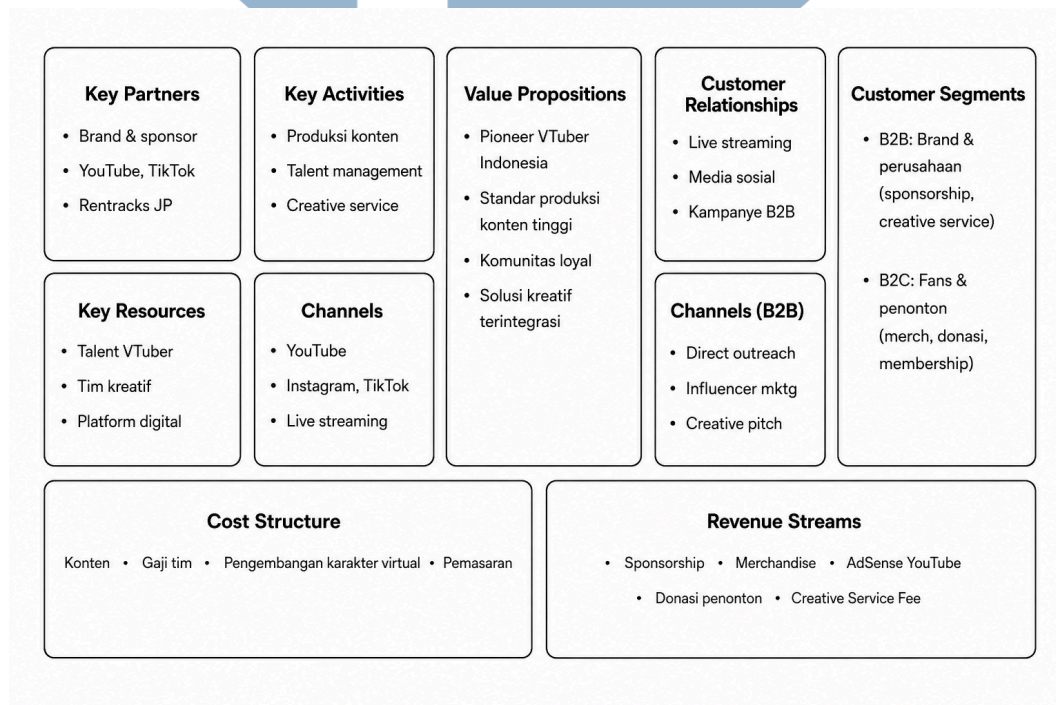 Key Partners
• Brand & sponsor
• YouTube, TikTok
• Rentracks JP
Key Activities
• Produksi konten
• Talent management
• Creative service
Value Propositions
• Pioneer VTuber
Indonesia
• Standar produksi
konten tinggi
• Komunitas loyal
• Solusi kreatif
terintegrasi
Customer
Relationships
• Live streaming
• Media sosial
• Kampanye B2B
Customer Segments
• B2B: Brand &
perusahaan
(sponsorship,
creative service)
• B2C: Fans &
penonton
(merch, donasi,
membership)
Key Resources
• Talent VTuber
• Tim kreatif
• Platform digital
Channels
• YouTube
• Instagram, TikTok
• Live streaming
Channels (B2B)
• Direct outreach
• Influencer mktg
• Creative pitch
Cost Structure
Konten • Gaji tim • Pengembangan karakter virtual • Pemasaran
Revenue Streams
• Sponsorship • Merchandise • AdSense YouTube
• Donasi penonton • Creative Service Fee